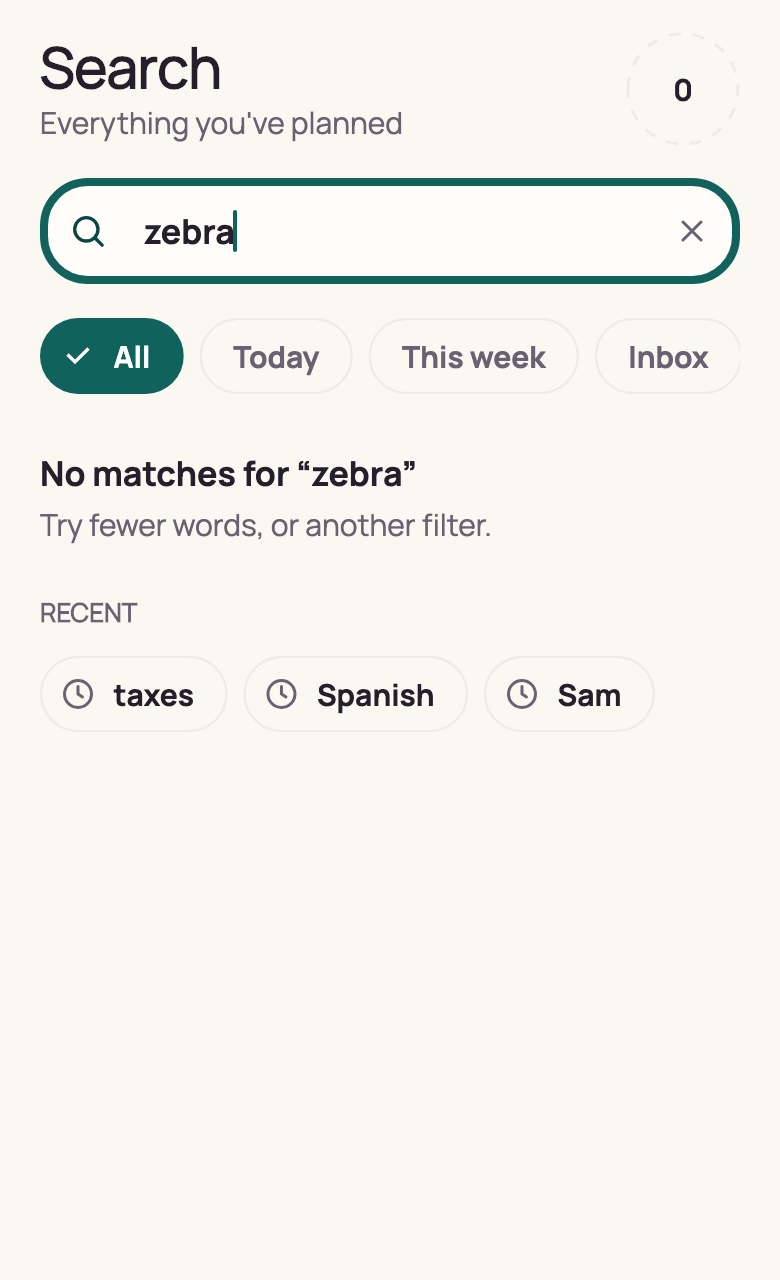 Search
0
Everything you've planned
zebra
All Today This week Inbox
No matches for “zebra”
Try fewer words, or another filter.
RECENT
taxes Spanish Sam